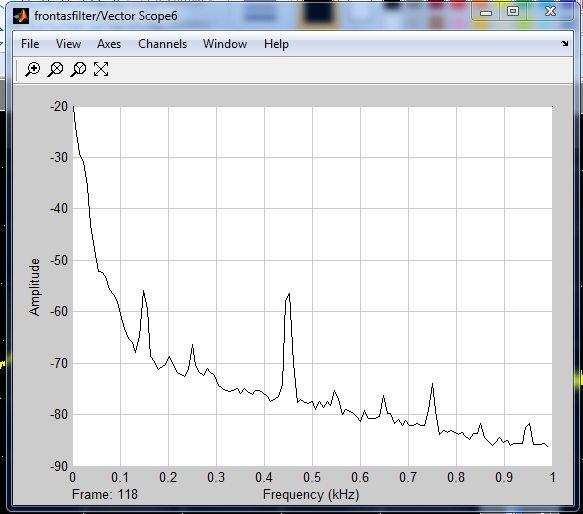 frontasfilter/Vector Scope6
File View Axes Channels Window Help
-20
-30
-40
-50
-60
-70
-80
-90
Amplitude
0 0.1 0.2 0.3 0.4 0.5 0.6 0.7 0.8 0.9 1
Frame: 118 Frequency (kHz)